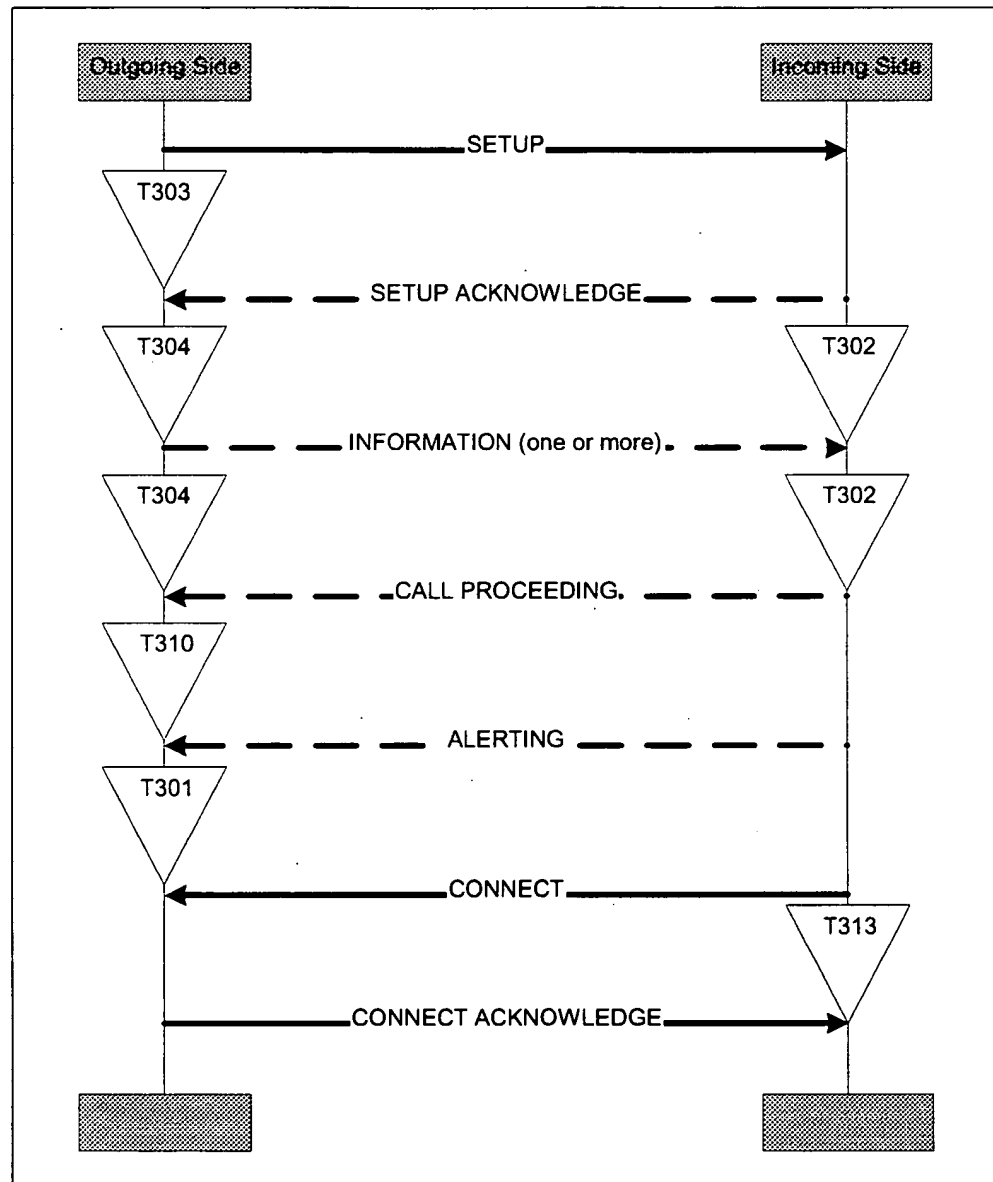 Outgoing Side
Incoming Side
SETUP
T303
SETUP ACKNOWLEDGE
T304
T302
INFORMATION (one or more)
T304
T302
CALL PROCEEDING
T310
ALERTING
T301
CONNECT
T313
CONNECT ACKNOWLEDGE